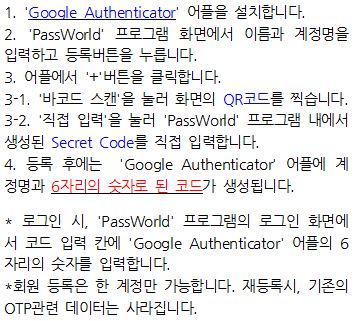 1. 'Google Authenticator' 어플을 설치합니다.
2. 'PassWorld' 프로그램 화면에서 이름과 계정명을
입력하고 등록버튼을 누릅니다.
3. 어플에서 '+'버튼을 클릭합니다.
3-1. '바코드 스캔'을 눌러 화면의 QR코드를 찍습니다.
3-2. '직접 입력'을 눌러 'PassWorld' 프로그램 내에서
생성된 Secret Code를 직접 입력합니다.
4. 등록 후에는 'Google Authenticator' 어플에 계
정명과 6자리의 숫자로 된 코드가 생성됩니다.
* 로그인 시, 'PassWorld' 프로그램의 로그인 화면에
서 코드 입력 칸에 'Google Authenticator' 어플의 6
자리의 숫자를 입력합니다.
*회원 등록은 한 계정만 가능합니다. 재등록시, 기존의
OTP관련 데이터는 사라집니다.